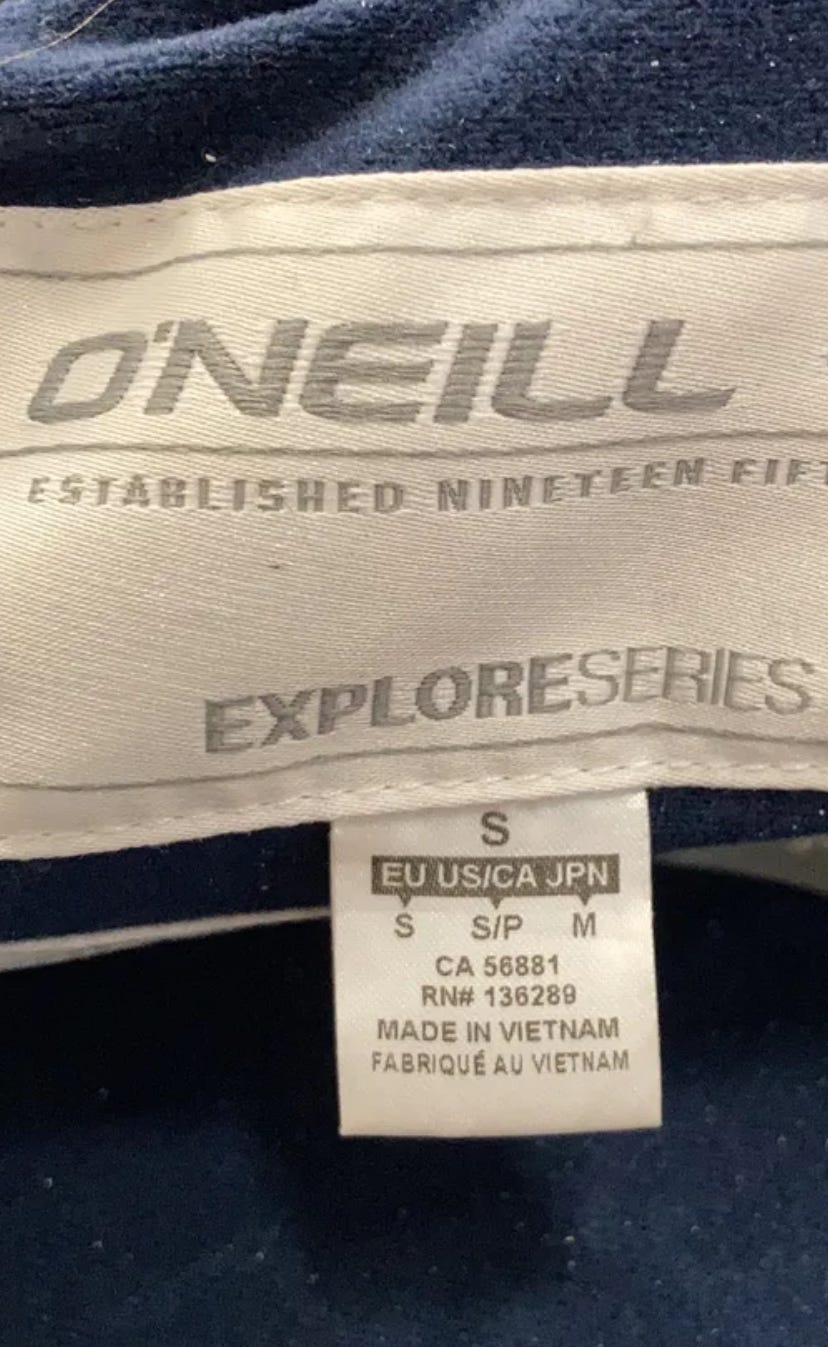 O'NEILL
ESTABLISHED NINETEEN
EXPLORESERIES
S
EU US/CA JPN
S S/P M
CA 56881
RN# 136289
MADE IN VIETNAM
FABRIQUÉ AU VIETNAM